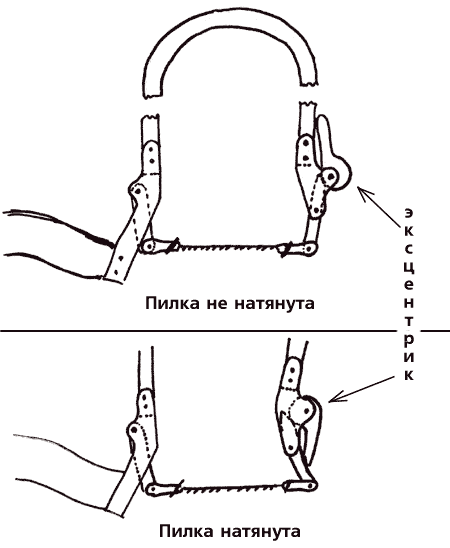 эксцентрик
Пилка не натянута
Пилка натянута